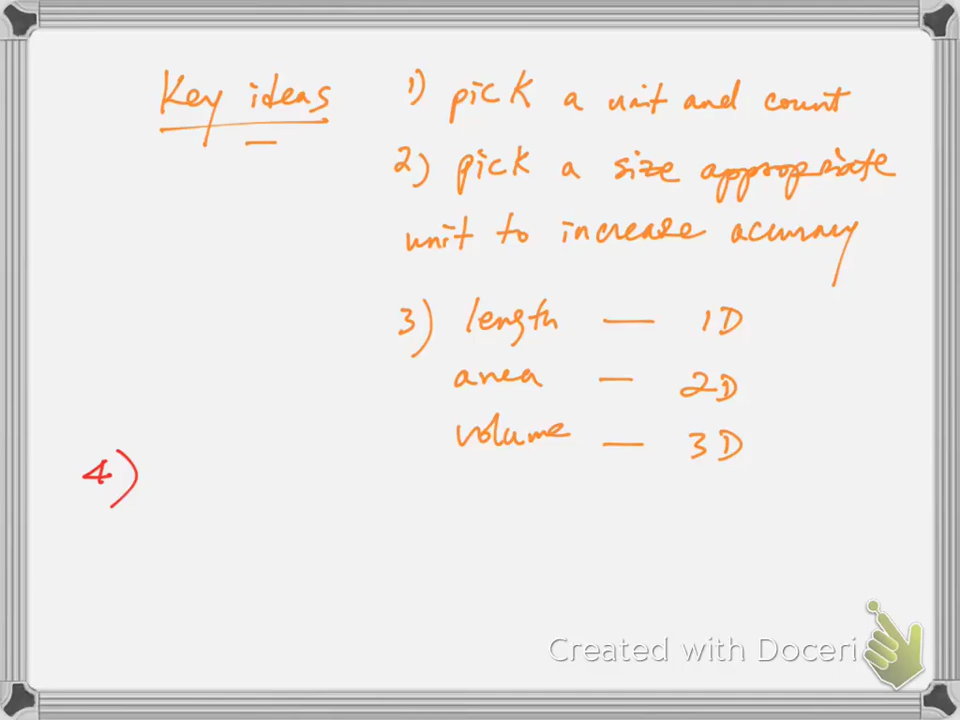 Key ideas 1) pick a unit and count
2) pick a size appropriate
unit to increase accuracy
3) length — 1D
area — 2D
volume — 3D
4)
Created with Doceri